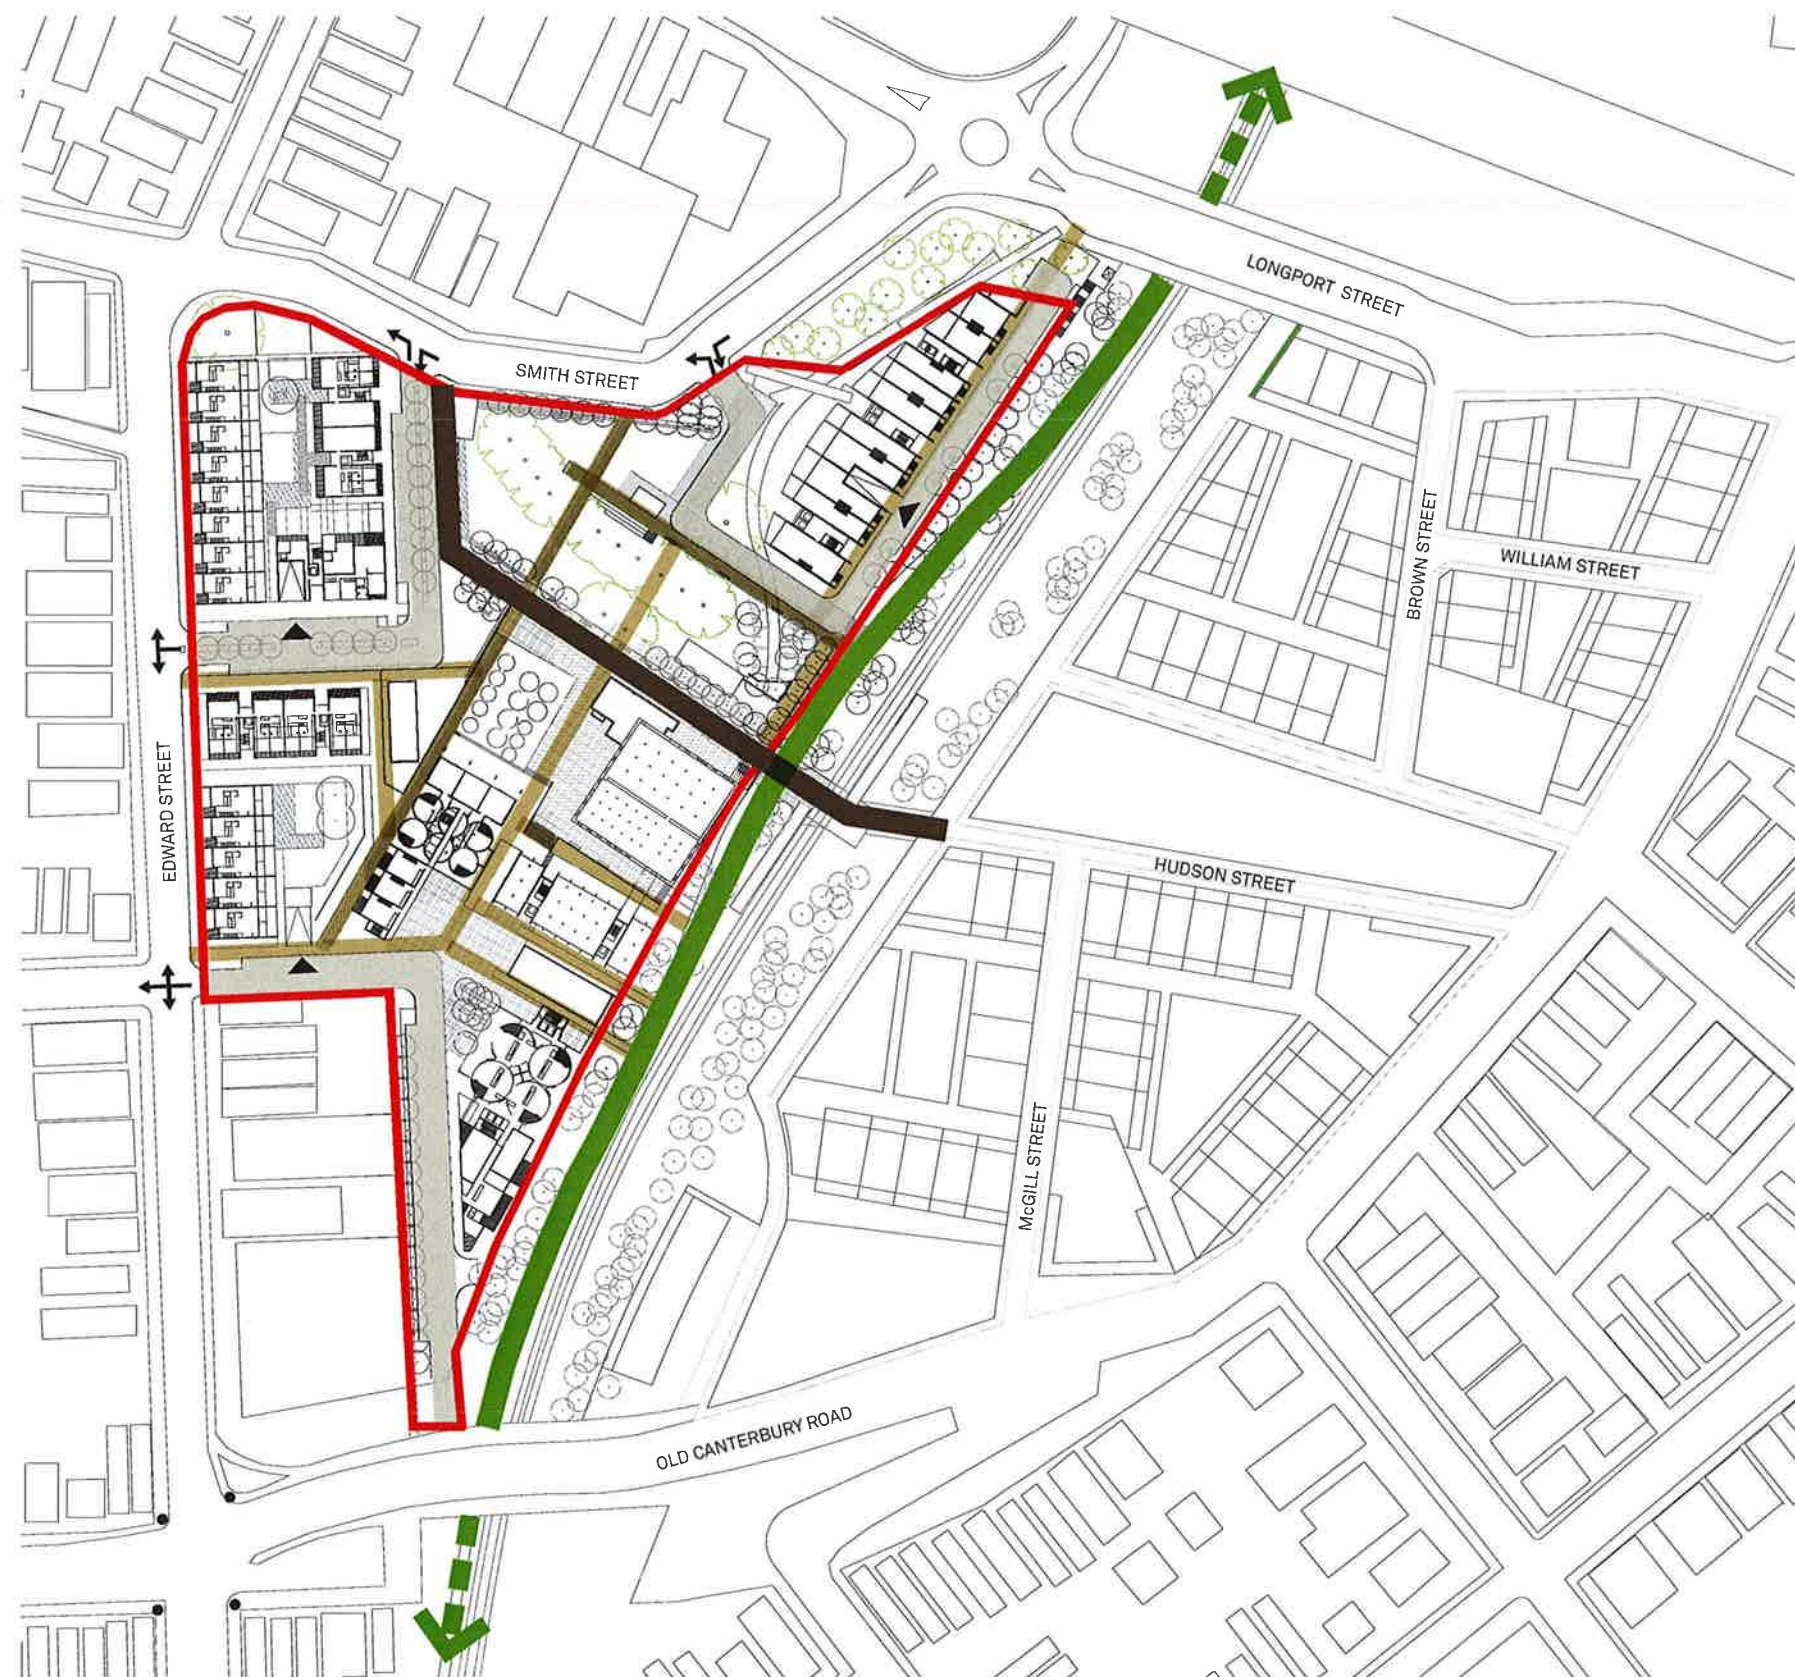 LONGPORT STREET
SMITH STREET
BROWN STREET
WILLIAM STREET
EDWARD STREET
HUDSON STREET
McGILL STREET
OLD CANTERBURY ROAD